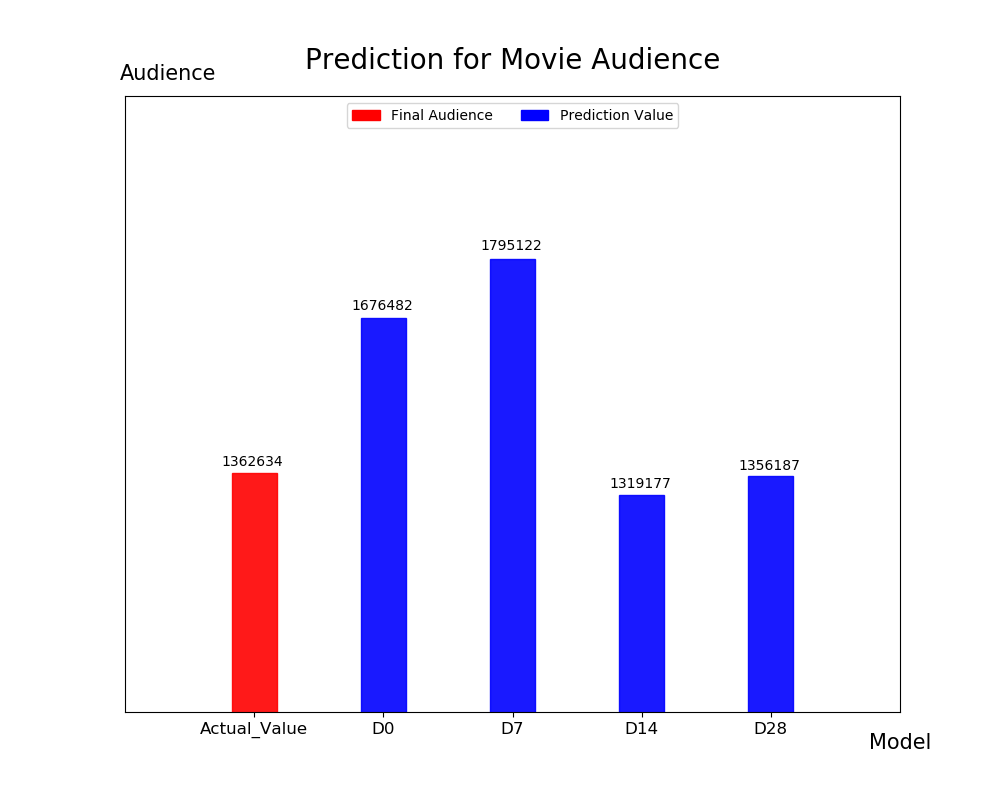 Prediction for Movie Audience
Audience
Final Audience
Prediction Value
1795122
1676482
1362634
1356187
1319177
Actual_Value
D0
D7
D14
D28
Model